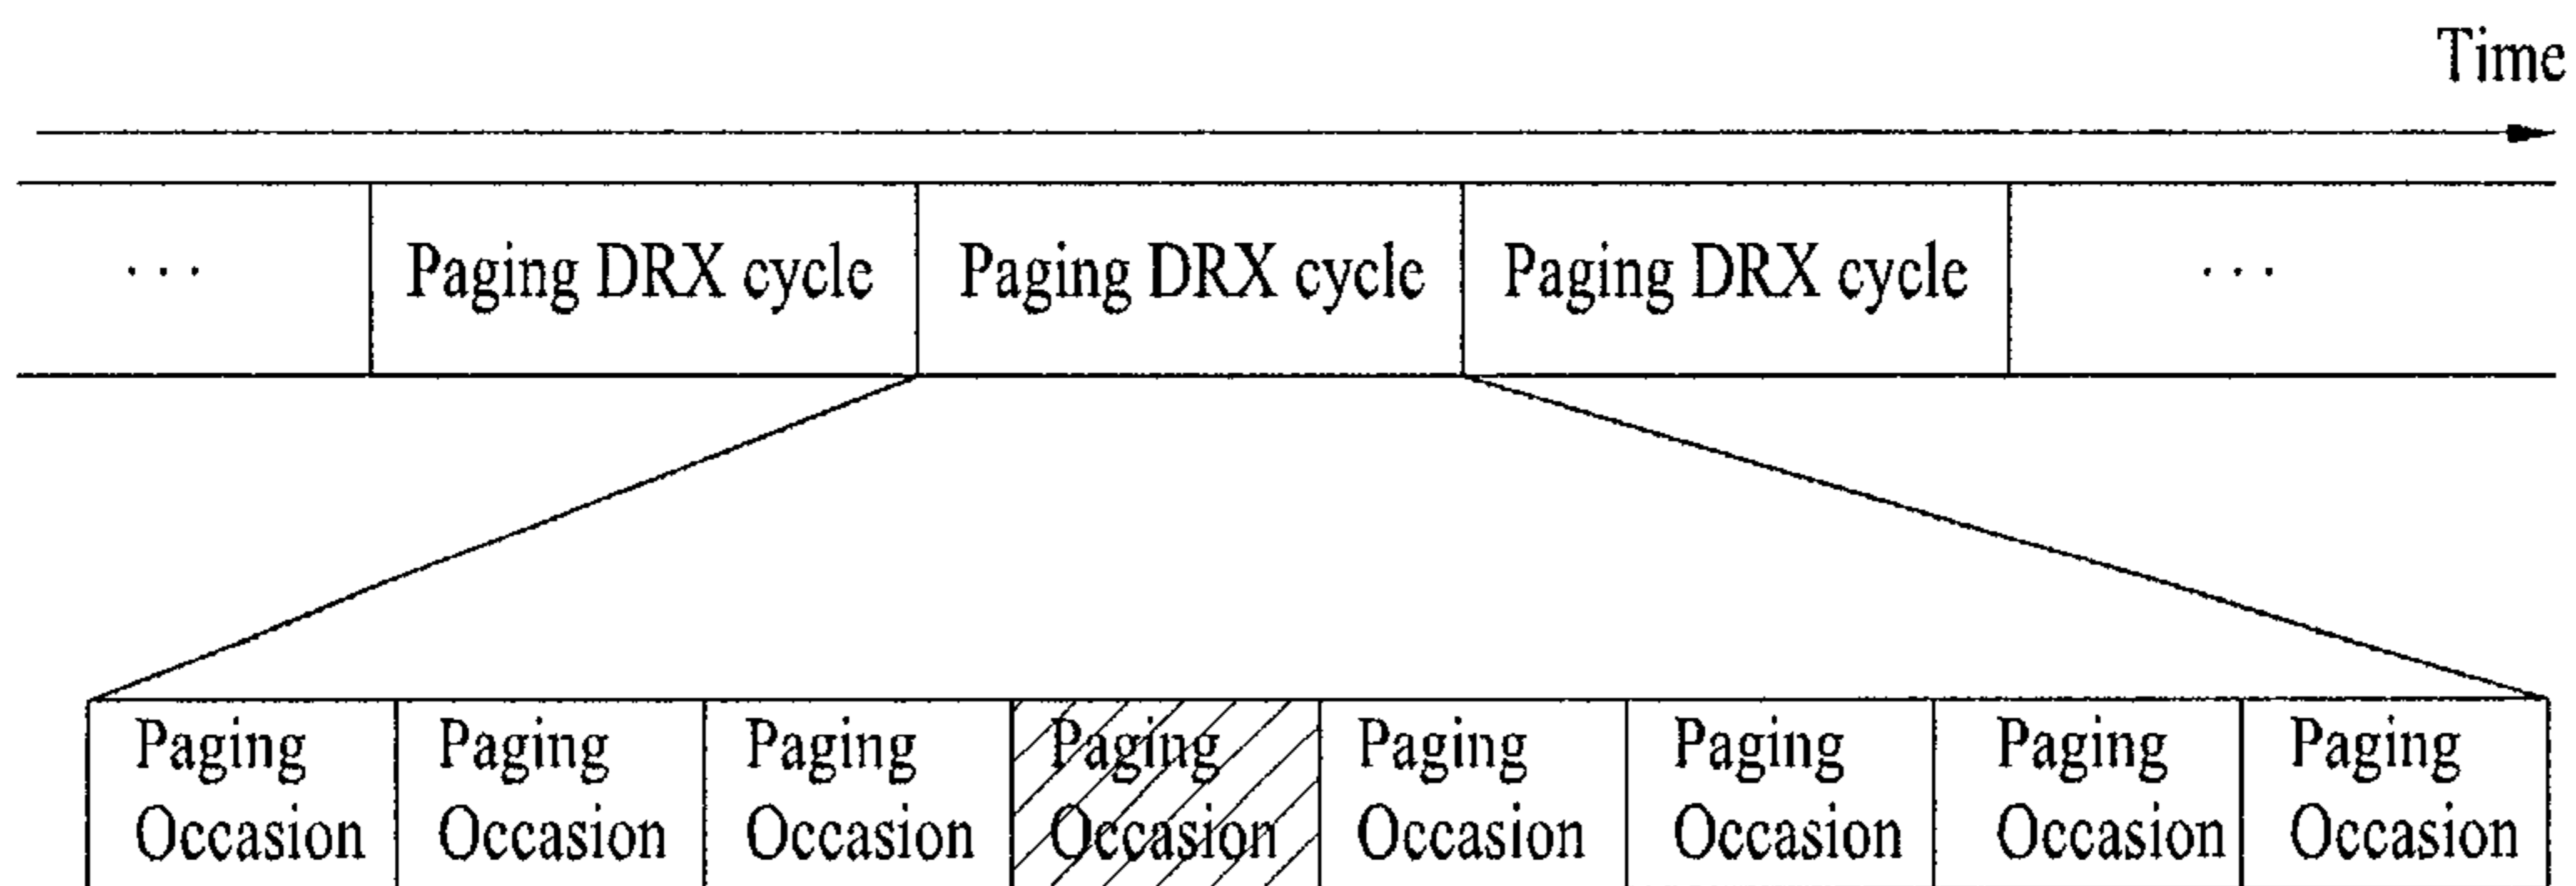 Time
... Paging DRX cycle Paging DRX cycle Paging DRX cycle ...
Paging Paging Paging Paging Paging Paging Paging Paging
Occasion Occasion Occasion Occasion Occasion Occasion Occasion Occasion